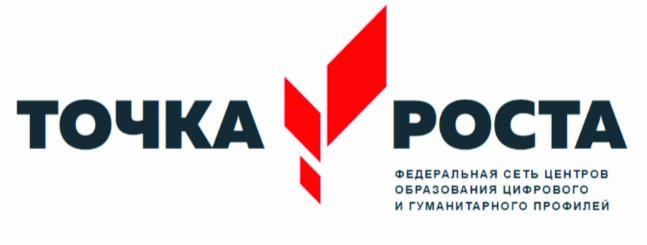 ТОЧКА РОСТА
ФЕДЕРАЛЬНАЯ СЕТЬ ЦЕНТРОВ
ОБРАЗОВАНИЯ ЦИФРОВОГО
И ГУМАНИТАРНОГО ПРОФИЛЕЙ